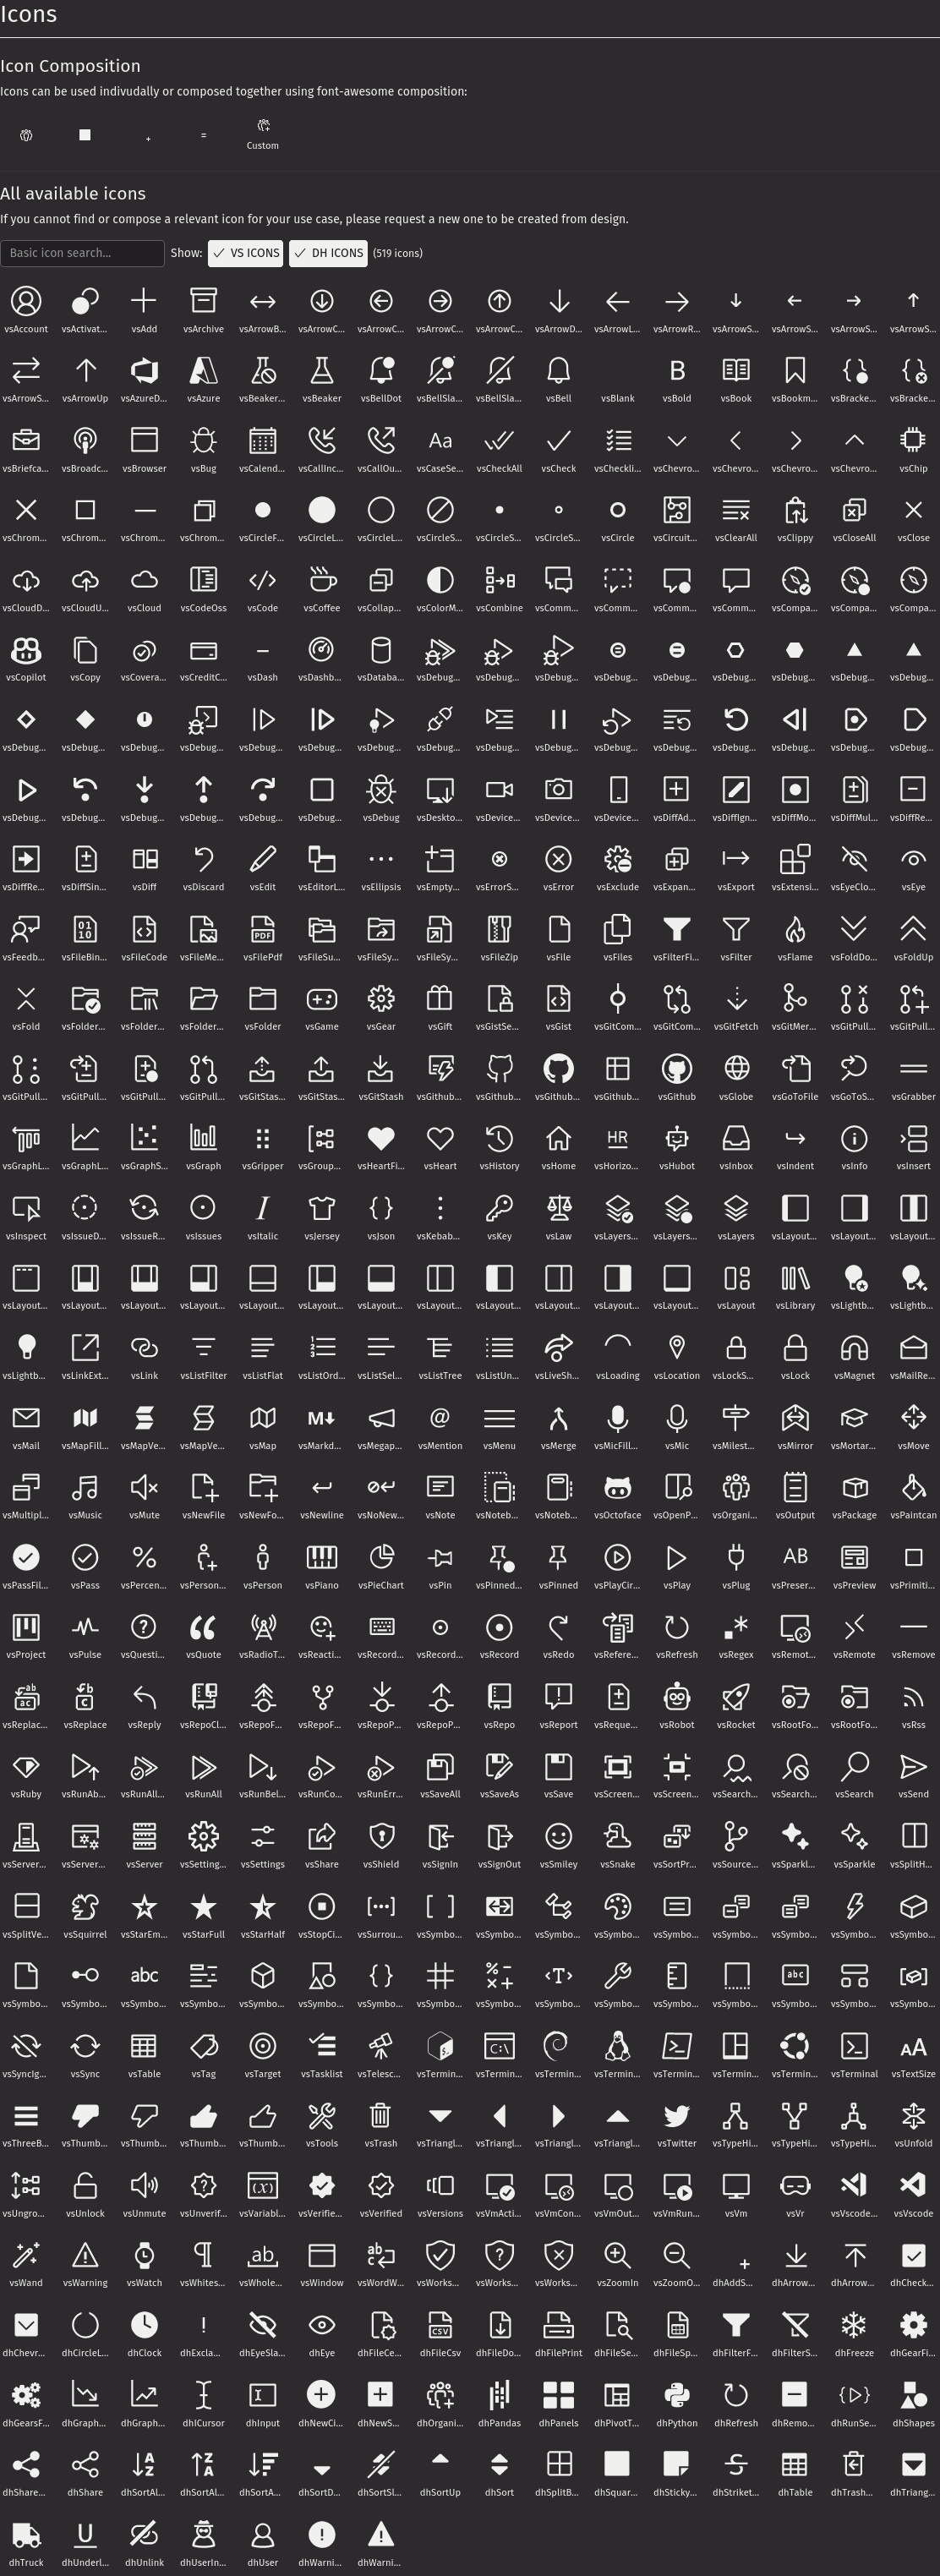 Icons
Icon Composition
Icons can be used indivudally or composed together using font-awesome composition:
+ =
Custom
All available icons
If you cannot find or compose a relevant icon for your use case, please request a new one to be created from design.
Basic icon search... Show: VS ICONS DH ICONS (519 icons)
vsAccount vsActivat... vsAdd vsArchive vsArrowB... vsArrowC... vsArrowC... vsArrowC... vsArrowC... vsArrowD... vsArrowL... vsArrowR... vsArrowS... vsArrowS... vsArrowS... vsArrowS...
B
vsArrowS... vsArrowUp vsAzureD... vsAzure vsBeaker... vsBeaker vsBellDot vsBellSla... vsBellSla... vsBell vsBlank vsBold vsBook vsBookm... vsBracke... vsBracke...
Aa
vsBriefca... vsBroadc... vsBrowser vsBug vsCalend... vsCallInc... vsCallOu... vsCaseSe... vsCheckAll vsCheck vsCheckli... vsChevro... vsChevro... vsChevro... vsChevro... vsChip
vsChrom... vsChrom... vsChrom... vsChrom... vsCircleF... vsCircleL... vsCircleL... vsCircleS... vsCircleS... vsCircleS... vsCircle vsCircuit... vsClearAll vsClippy vsCloseAll vsClose
vsCloudD... vsCloudU... vsCloud vsCodeOss vsCode vsCoffee vsCollap... vsColorM... vsCombine vsComm... vsComm... vsComm... vsComm... vsCompa... vsCompa... vsCompa...
vsCopilot vsCopy vsCovera... vsCreditC... vsDash vsDashb... vsDataba... vsDebug... vsDebug... vsDebug... vsDebug... vsDebug... vsDebug... vsDebug... vsDebug... vsDebug...
vsDebug... vsDebug... vsDebug... vsDebug... vsDebug... vsDebug... vsDebug... vsDebug... vsDebug... vsDebug... vsDebug... vsDebug... vsDebug... vsDebug... vsDebug... vsDebug...
vsDebug... vsDebug... vsDebug... vsDebug... vsDebug... vsDebug... vsDebug vsDeskto... vsDevice... vsDevice... vsDevice... vsDiffAd... vsDiffIgn... vsDiffMo... vsDiffMul... vsDiffRe...
vsDiffRe... vsDiffSin... vsDiff vsDiscard vsEdit vsEditorL... vsEllipsis vsEmpty... vsErrorS... vsError vsExclude vsExpan... vsExport vsExtensi... vsEyeClo... vsEye
01 10 PDF
vsFeedb... vsFileBin... vsFileCode vsFileMe... vsFilePdf vsFileSu... vsFileSy... vsFileSy... vsFileZip vsFile vsFiles vsFilterFi... vsFilter vsFlame vsFoldDo... vsFoldUp
vsFold vsFolder... vsFolder... vsFolder... vsFolder vsGame vsGear vsGift vsGistSe... vsGist vsGitCom... vsGitCom... vsGitFetch vsGitMer... vsGitPull... vsGitPull...
vsGitPull... vsGitPull... vsGitPull... vsGitPull... vsGitStas... vsGitStas... vsGitStash vsGithub... vsGithub... vsGithub... vsGithub... vsGithub vsGlobe vsGoToFile vsGoToS... vsGrabber
HR
vsGraphL... vsGraphL... vsGraphS... vsGraph vsGripper vsGroup... vsHeartFi... vsHeart vsHistory vsHome vsHorizo... vsHubot vsInbox vsIndent vsInfo vsInsert
I
vsInspect vsIssueD... vsIssueR... vsIssues vsItalic vsJersey vsJson vsKebab... vsKey vsLaw vsLayers... vsLayers... vsLayers vsLayout... vsLayout... vsLayout...
vsLayout... vsLayout... vsLayout... vsLayout... vsLayout... vsLayout... vsLayout... vsLayout... vsLayout... vsLayout... vsLayout... vsLayout... vsLayout vsLibrary vsLightb... vsLightb...
vsLightb... vsLinkExt... vsLink vsListFilter vsListFlat vsListOrd... vsListSel... vsListTree vsListUn... vsLiveSh... vsLoading vsLocation vsLockS... vsLock vsMagnet vsMailRe...
M @
vsMail vsMapFill... vsMapVe... vsMapVe... vsMap vsMarkd... vsMegap... vsMention vsMenu vsMerge vsMicFill... vsMic vsMilest... vsMirror vsMortar... vsMove
vsMultipl... vsMusic vsMute vsNewFile vsNewFo... vsNewline vsNoNew... vsNote vsNoteb... vsNoteb... vsOctoface vsOpenP... vsOrgani... vsOutput vsPackage vsPaintcan
% AB
vsPassFil... vsPass vsPercen... vsPerson... vsPerson vsPiano vsPieChart vsPin vsPinned... vsPinned vsPlayCir... vsPlay vsPlug vsPreser... vsPreview vsPrimiti...
vsProject vsPulse vsQuesti... vsQuote vsRadioT... vsReacti... vsRecord... vsRecord... vsRecord vsRedo vsRefere... vsRefresh vsRegex vsRemot... vsRemote vsRemove
vsReplac... vsReplace vsReply vsRepoCl... vsRepoF... vsRepoF... vsRepoP... vsRepoP... vsRepo vsReport vsReque... vsRobot vsRocket vsRootFo... vsRootFo... vsRss
vsRuby vsRunAb... vsRunAll... vsRunAll vsRunBel... vsRunCo... vsRunErr... vsSaveAll vsSaveAs vsSave vsScreen... vsScreen... vsSearch... vsSearch... vsSearch vsSend
vsServer... vsServer... vsServer vsSetting... vsSettings vsShare vsShield vsSignIn vsSignOut vsSmiley vsSnake vsSortPr... vsSource... vsSparkl... vsSparkle vsSplitH...
vsSplitVe... vsSquirrel vsStarEm... vsStarFull vsStarHalf vsStopCi... vsSurrou... vsSymbo... vsSymbo... vsSymbo... vsSymbo... vsSymbo... vsSymbo... vsSymbo... vsSymbo... vsSymbo...
abc <T> abc
vsSymbo... vsSymbo... vsSymbo... vsSymbo... vsSymbo... vsSymbo... vsSymbo... vsSymbo... vsSymbo... vsSymbo... vsSymbo... vsSymbo... vsSymbo... vsSymbo... vsSymbo... vsSymbo...
C:\ AA
vsSyncIg... vsSync vsTable vsTag vsTarget vsTasklist vsTelesc... vsTermin... vsTermin... vsTermin... vsTermin... vsTermin... vsTermin... vsTermin... vsTerminal vsTextSize
vsThreeB... vsThumb... vsThumb... vsThumb... vsThumb... vsTools vsTrash vsTriangl... vsTriangl... vsTriangl... vsTriangl... vsTwitter vsTypeHi... vsTypeHi... vsTypeHi... vsUnfold
(x)
vsUngro... vsUnlock vsUnmute vsUnverif... vsVariabl... vsVerifie... vsVerified vsVersions vsVmActi... vsVmCon... vsVmOut... vsVmRun... vsVm vsVr vsVscode... vsVscode
ab ab c
vsWand vsWarning vsWatch vsWhites... vsWhole... vsWindow vsWordW... vsWorks... vsWorks... vsWorks... vsZoomIn vsZoomO... dhAddS... dhArrow... dhArrow... dhCheck...
CSV
dhChevr... dhCircleL... dhClock dhExcla... dhEyeSla... dhEye dhFileCe... dhFileCsv dhFileDo... dhFilePrint dhFileSe... dhFileSp... dhFilterF... dhFilterS... dhFreeze dhGearFi...
dhGearsF... dhGraph... dhGraph... dhICursor dhInput dhNewCi... dhNewS... dhOrgani... dhPandas dhPanels dhPivotT... dhPython dhRefresh dhRemo... dhRunSe... dhShapes
A Z Z A S
dhShare... dhShare dhSortAl... dhSortAl... dhSortA... dhSortD... dhSortSl... dhSortUp dhSort dhSplitB... dhSquar... dhSticky... dhStriket... dhTable dhTrash... dhTriang...
U
dhTruck dhUnderl... dhUnlink dhUserIn... dhUser dhWarni... dhWarni...